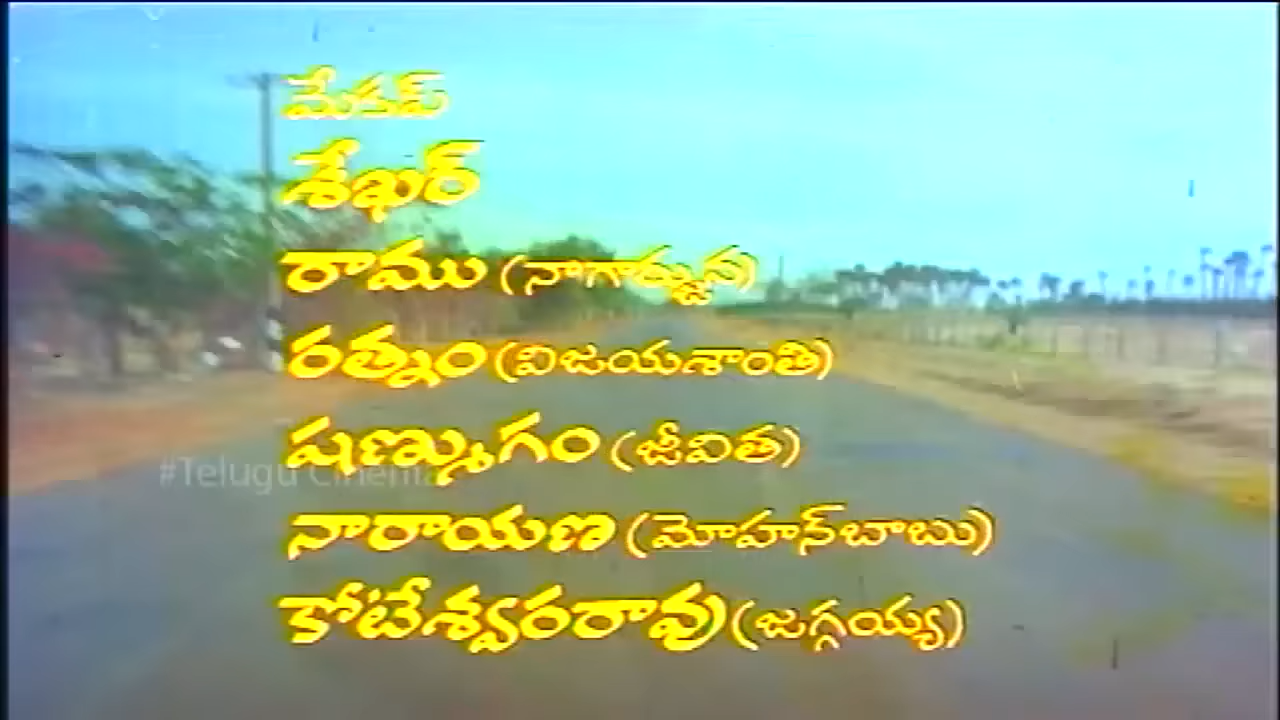 మేకప్
శేఖర్
రాము (నాగార్జున)
రత్నం (విజయశాంతి)
షణ్ముగం (జీవిత)
నారాయణ (మోహన్‌బాబు)
కోటేశ్వరరావు (జగ్గయ్య)
#Telugu Cinema